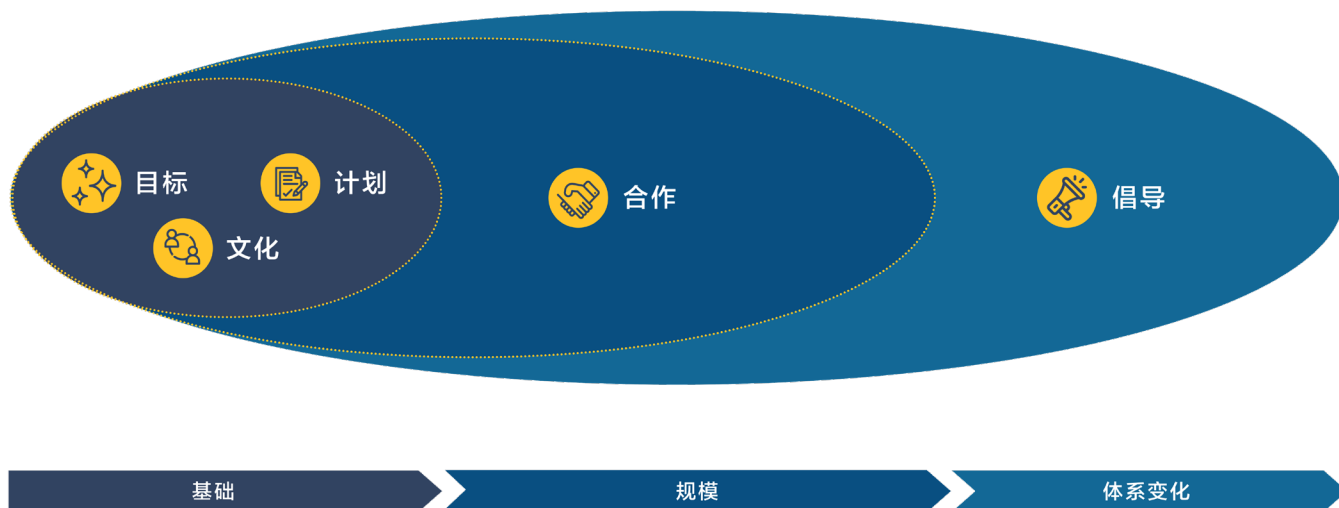 目标
计划
文化
合作
倡导
基础
规模
体系变化